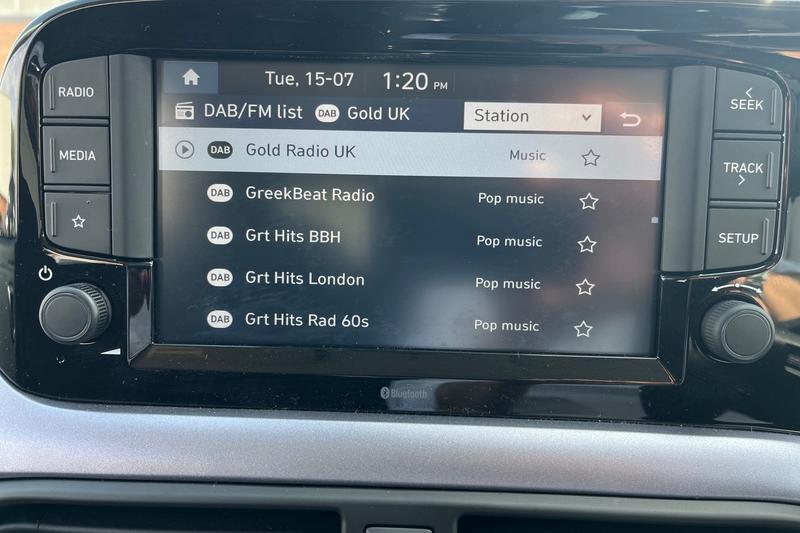 RADIO
MEDIA
Tue, 15-07 1:20 PM
DAB/FM list DAB Gold UK Station
DAB Gold Radio UK Music
DAB GreekBeat Radio Pop music
DAB Grt Hits BBH Pop music
DAB Grt Hits London Pop music
DAB Grt Hits Rad 60s Pop music
SEEK
TRACK
SETUP
Bluetooth